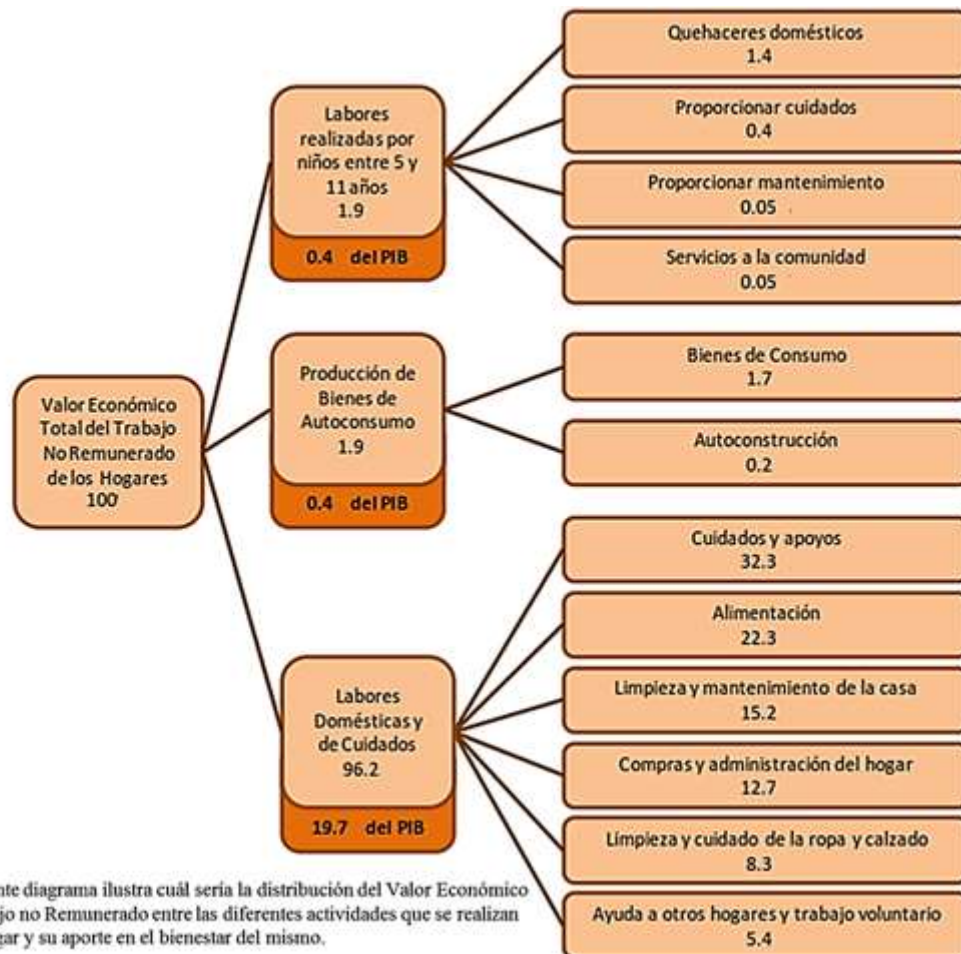 Valor Económico
Total del Trabajo
No Remunerado
de los Hogares
100
Labores
realizadas por
niños entre 5 y
11 años
1.9
0.4 del PIB
Quehaceres domésticos
1.4
Proporcionar cuidados
0.4
Proporcionar mantenimiento
0.05
Servicios a la comunidad
0.05
Producción de
Bienes de
Autoconsumo
1.9
0.4 del PIB
Bienes de Consumo
1.7
Autoconstrucción
0.2
Labores
Domésticas y
de Cuidados
96.2
19.7 del PIB
Cuidados y apoyos
32.3
Alimentación
22.3
Limpieza y mantenimiento de la casa
15.2
Compras y administración del hogar
12.7
Limpieza y cuidado de la ropa y calzado
8.3
Ayuda a otros hogares y trabajo voluntario
5.4
diagrama ilustra cuál sería la distribución del Valor Económico
no Remunerado entre las diferentes actividades que se realizan
y su aporte en el bienestar del mismo.